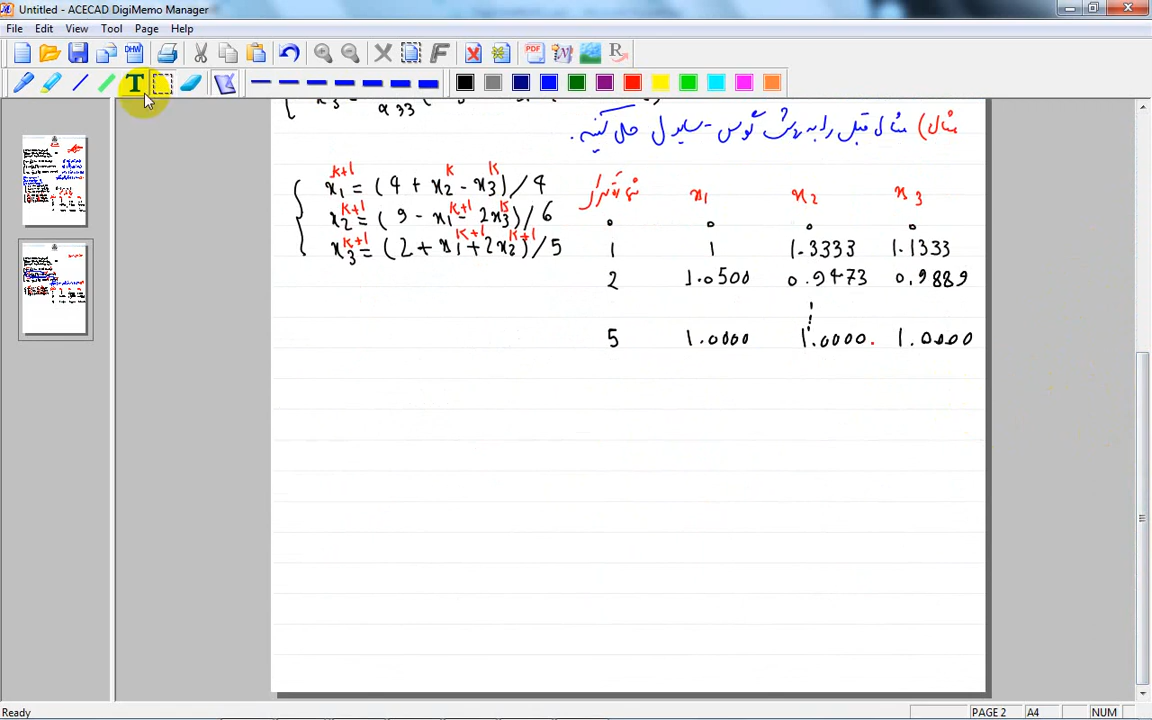 Untitled - ACECAD DigiMemo Manager
File Edit View Tool Page Help
a33
مثال) مثال قبل را به روش گوس - سایدل حل کنید.
x1^{k+1} = (4 + x2^k - x3^k) / 4
x2^{k+1} = (9 - x1^{k+1} - 2x3^k) / 6
x3^{k+1} = (2 + x1^{k+1} + 2x2^{k+1}) / 5
x1 x2 x3
0 0 0 0
1 1 1.3333 1.1333
2 1.0500 0.9473 0.9889
5 1.0000 1.0000 1.0000
Ready PAGE 2 A4 NUM